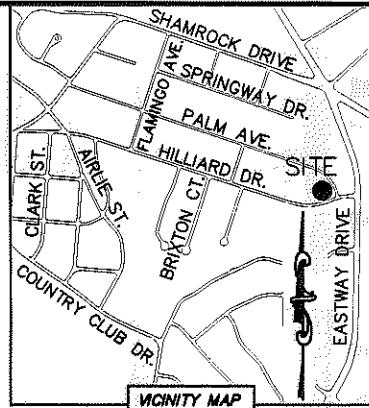 SHAMROCK DRIVE
FLAMINGO AVE.
SPRINGWAY DR.
PALM AVE.
HILLIARD DR.
SITE
CLARK ST.
AIRLIE ST.
BRIXTON CT.
EASTWAY DRIVE
COUNTRY CLUB DR.
VICINITY MAP